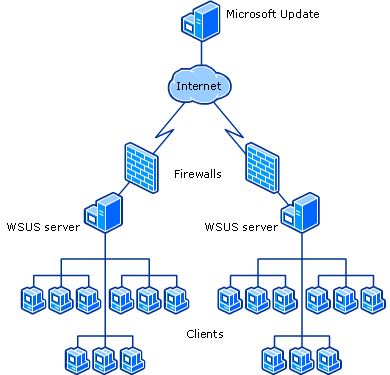 Microsoft Update
Internet
Firewalls
WSUS server
WSUS server
Clients